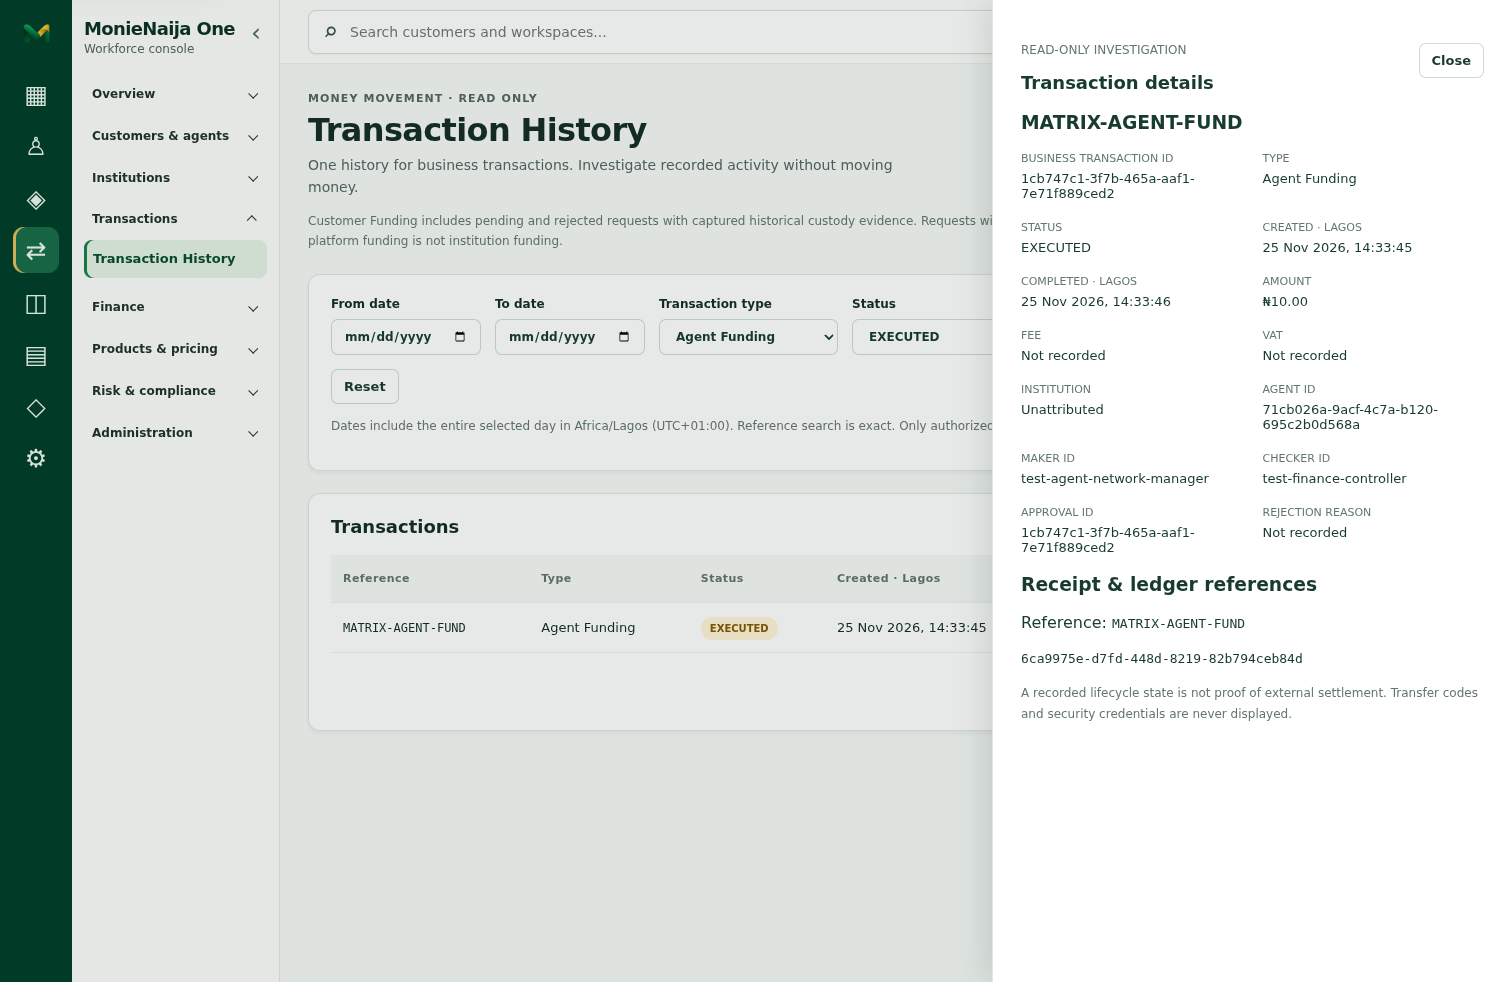 MonieNaija One
Workforce console
Overview
Customers & agents
Institutions
Transactions
Transaction History
Finance
Products & pricing
Risk & compliance
Administration
Search customers and workspaces...
MONEY MOVEMENT · READ ONLY
Transaction History
One history for business transactions. Investigate recorded activity without moving
money.
Customer Funding includes pending and rejected requests with captured historical custody evidence. Requests wi
platform funding is not institution funding.
From date
To date
Transaction type
Status
mm/dd/yyyy
mm/dd/yyyy
Agent Funding
EXECUTED
Reset
Dates include the entire selected day in Africa/Lagos (UTC+01:00). Reference search is exact. Only authorized
Transactions
Reference
Type
Status
Created · Lagos
MATRIX-AGENT-FUND
Agent Funding
EXECUTED
25 Nov 2026, 14:33:45
READ-ONLY INVESTIGATION
Close
Transaction details
MATRIX-AGENT-FUND
BUSINESS TRANSACTION ID
1cb747c1-3f7b-465a-aaf1-
7e71f889ced2
TYPE
Agent Funding
STATUS
EXECUTED
CREATED · LAGOS
25 Nov 2026, 14:33:45
COMPLETED · LAGOS
25 Nov 2026, 14:33:46
AMOUNT
₦10.00
FEE
Not recorded
VAT
Not recorded
INSTITUTION
Unattributed
AGENT ID
71cb026a-9acf-4c7a-b120-
695c2b0d568a
MAKER ID
test-agent-network-manager
CHECKER ID
test-finance-controller
APPROVAL ID
1cb747c1-3f7b-465a-aaf1-
7e71f889ced2
REJECTION REASON
Not recorded
Receipt & ledger references
Reference: MATRIX-AGENT-FUND
6ca9975e-d7fd-448d-8219-82b794ceb84d
A recorded lifecycle state is not proof of external settlement. Transfer codes
and security credentials are never displayed.